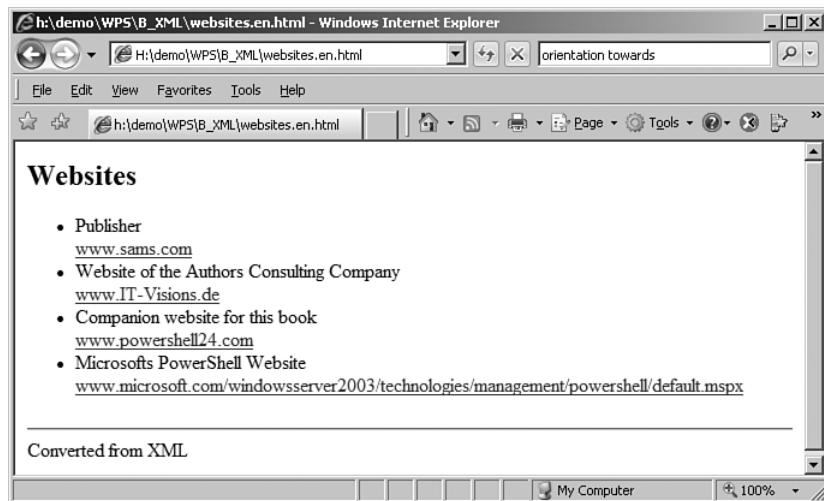 h:\demo\WPS\B_XML\websites.en.html - Windows Internet Explorer
H:\demo\WPS\B_XML\websites.en.html
orientation towards
File Edit View Favorites Tools Help
h:\demo\WPS\B_XML\websites.en.html
Page Tools
Websites
Publisher
www.sams.com
Website of the Authors Consulting Company
www.IT-Visions.de
Companion website for this book
www.powershell24.com
Microsofts PowerShell Website
www.microsoft.com/windowsserver2003/technologies/management/powershell/default.mspx
Converted from XML
My Computer 100%